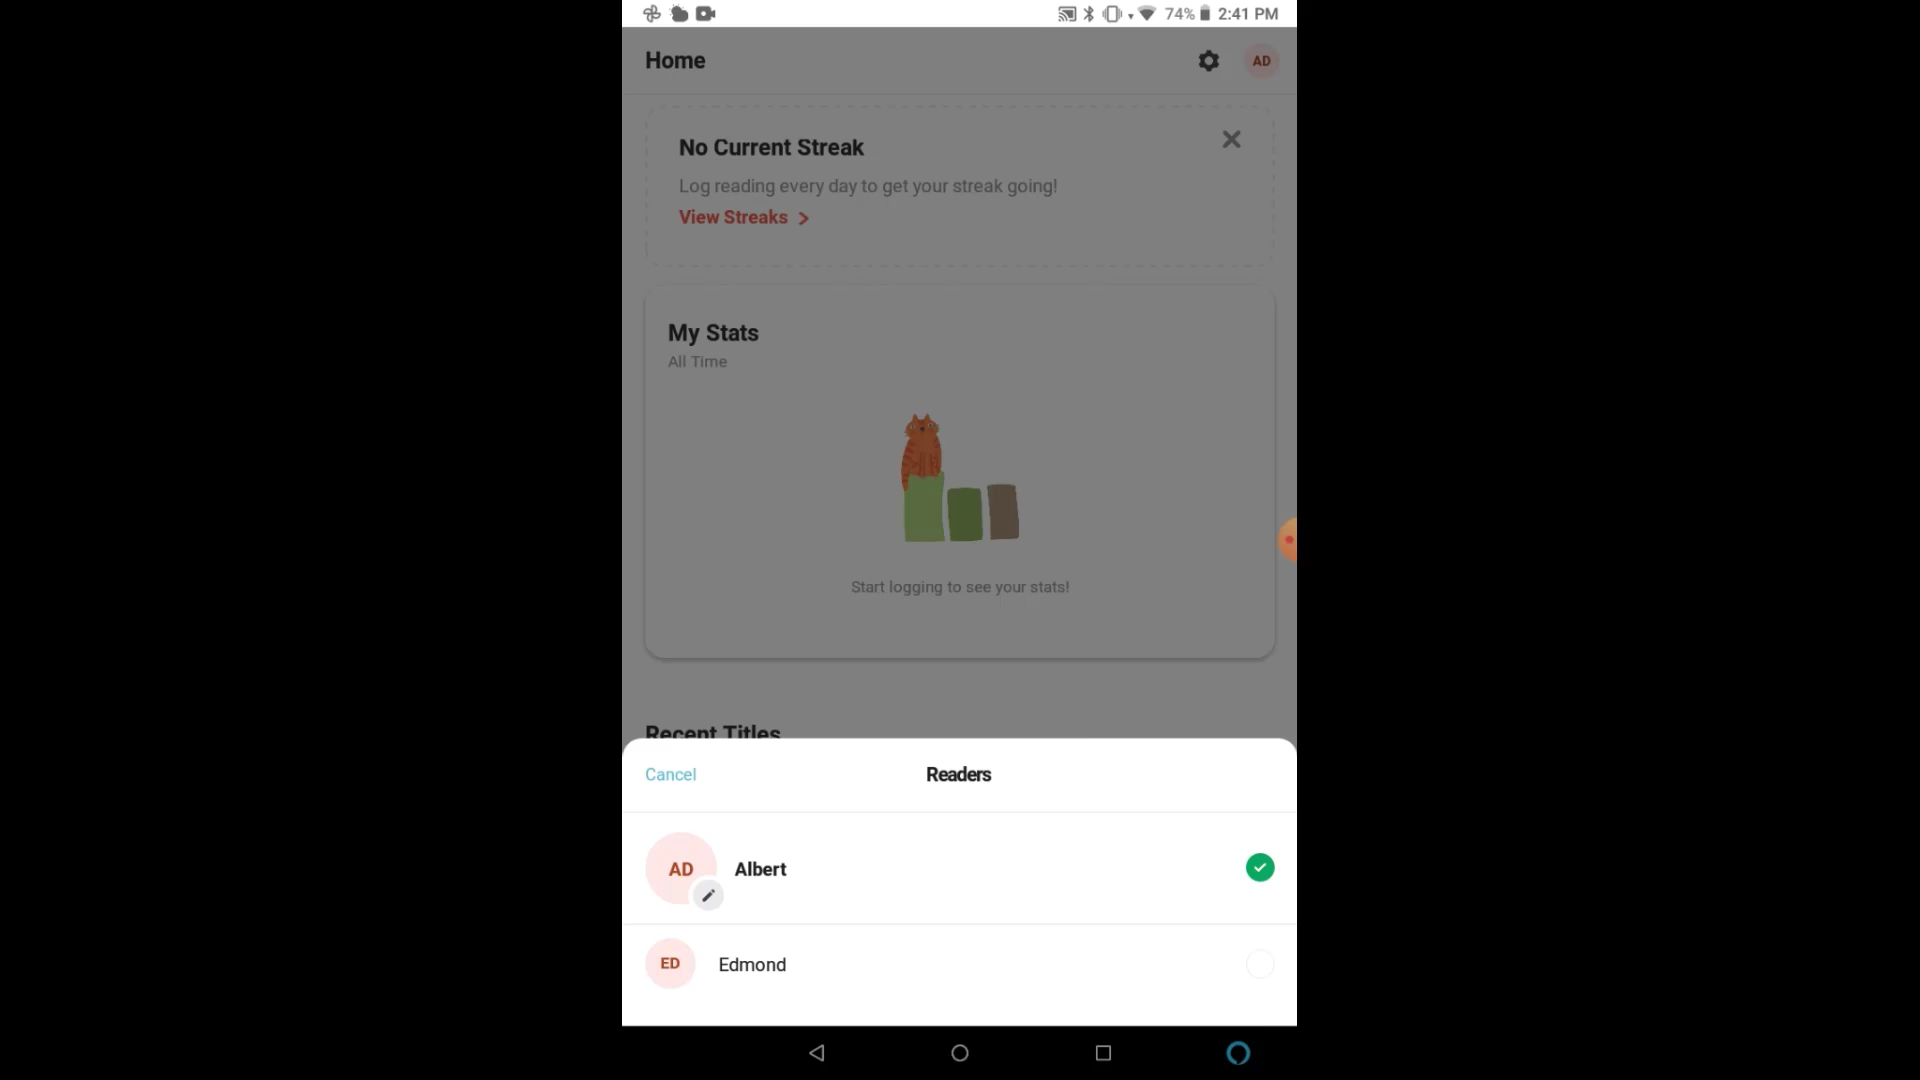 74% 2:41 PM
Home
AD
No Current Streak
Log reading every day to get your streak going!
View Streaks
My Stats
All Time
Start logging to see your stats!
Recent Titles
Cancel
Readers
AD
Albert
ED
Edmond